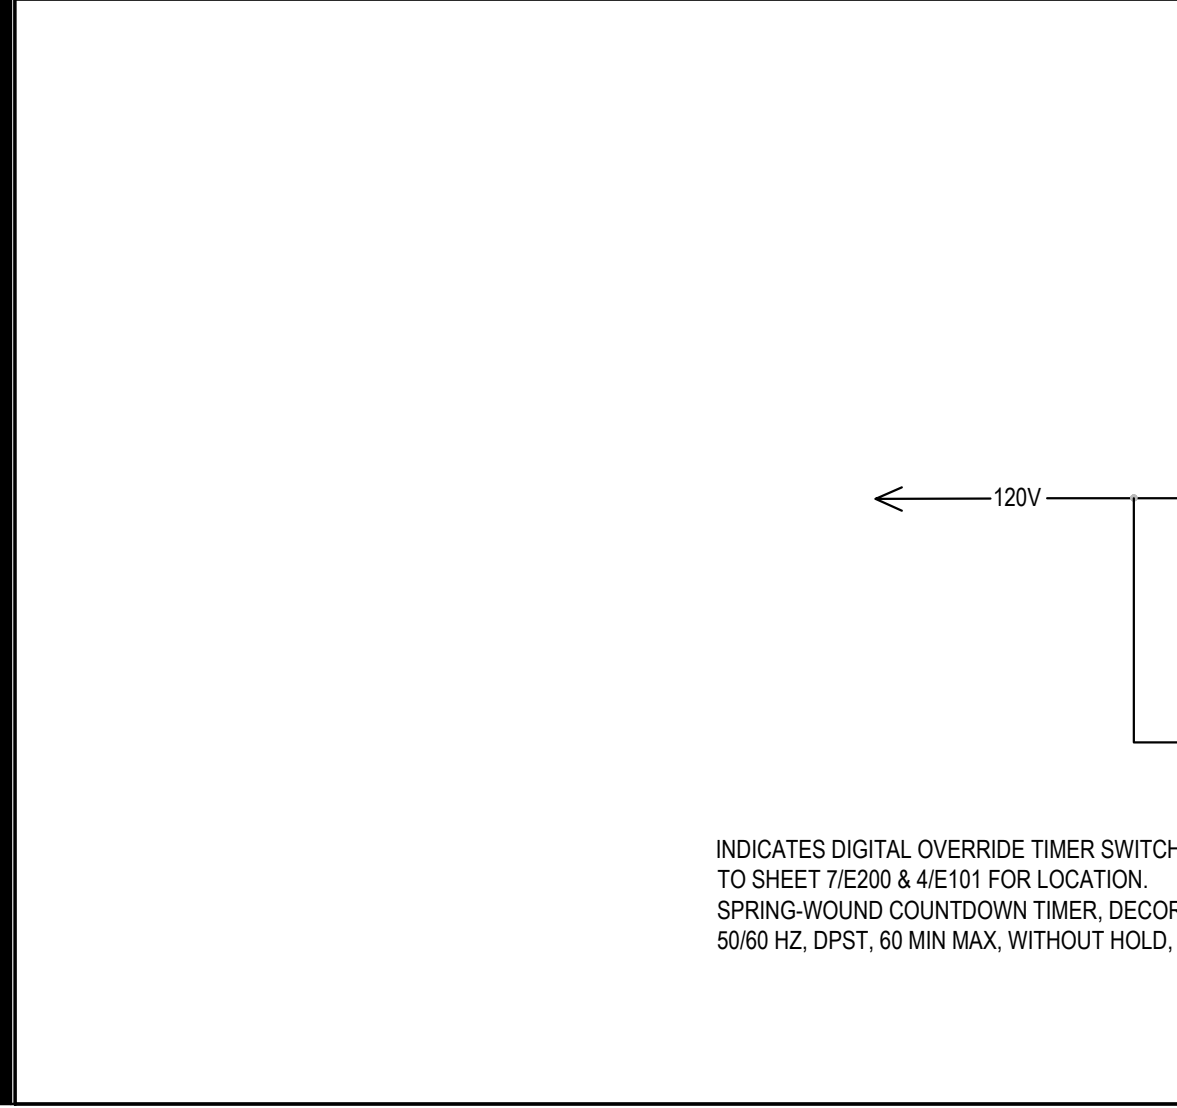 120V
INDICATES DIGITAL OVERRIDE TIMER SWITCH
TO SHEET 7/E200 & 4/E101 FOR LOCATION.
SPRING-WOUND COUNTDOWN TIMER, DECOR
50/60 HZ, DPST, 60 MIN MAX, WITHOUT HOLD,